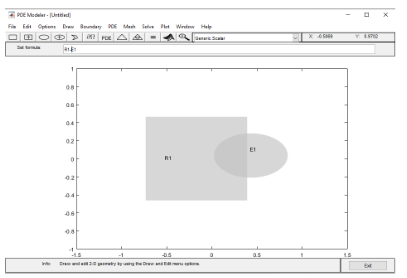 PDE Modeler - [Untitled]
File Edit Options Draw Boundary PDE Mesh Solve Plot Window Help
PDE = Generic Scalar X: -0.5959 Y: 0.9702
Set formula: R1-E1
1
0.8
0.6
0.4
0.2
0
-0.2
-0.4
-0.6
-0.8
-1
R1
E1
-1.5 -1 -0.5 0 0.5 1 1.5
Info: Draw and edit 2-D geometry by using the Draw and Edit menu options. Exit